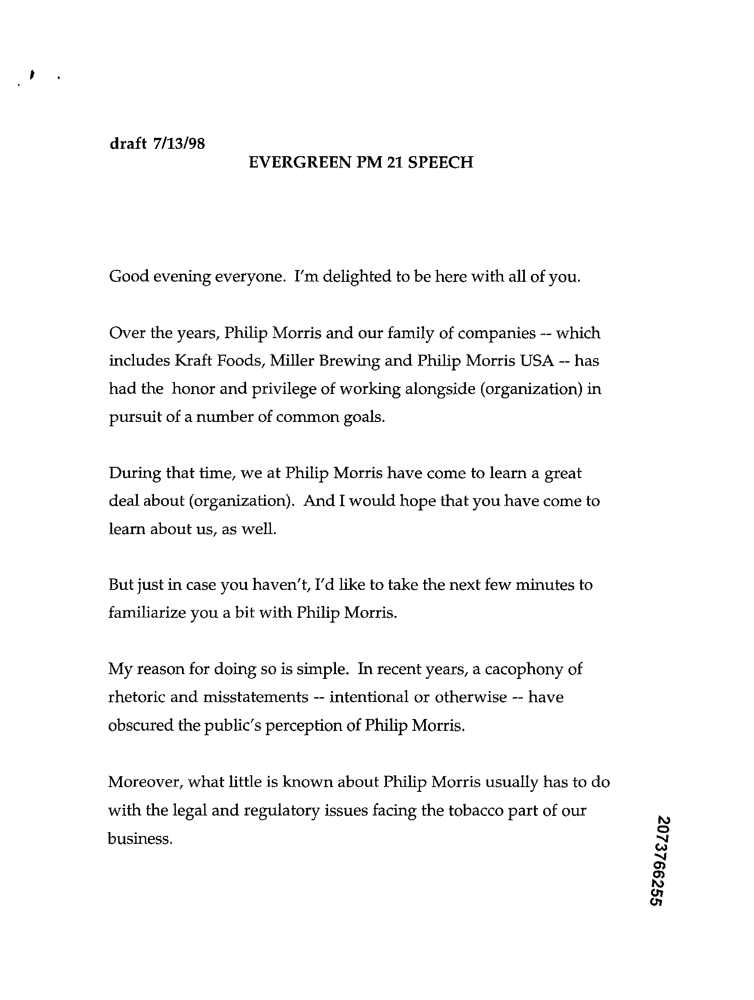 draft 7/13/98
EVERGREEN PM 21 SPEECH
Good evening everyone. I'm delighted to be here with all of you.
Over the years, Philip Morris and our family of companies -- which
includes Kraft Foods, Miller Brewing and Philip Morris USA -- has
had the honor and privilege of working alongside (organization) in
pursuit of a number of common goals.
During that time, we at Philip Morris have come to learn a great
deal about (organization). And I would hope that you have come to
learn about us, as well.
But just in case you haven't, I'd like to take the next few minutes to
familiarize you a bit with Philip Morris.
My reason for doing so is simple. In recent years, a cacophony of
rhetoric and misstatements -- intentional or otherwise -- have
obscured the public's perception of Philip Morris.
Moreover, what little is known about Philip Morris usually has to do
with the legal and regulatory issues facing the tobacco part of our
business.
2073766255